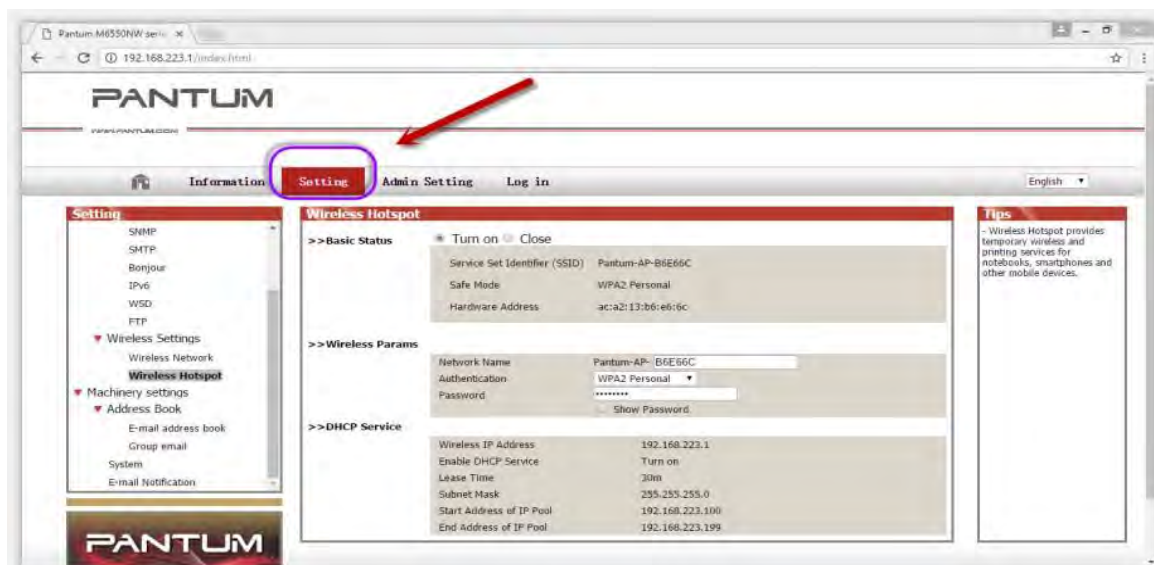 Pantum M6550NW serie
192.168.223.1/index.html
PANTUM
www.PANTUM.COM
Information Setting Admin Setting Log in English
Setting
SNMP
SMTP
Bonjour
IPv6
WSD
FTP
Wireless Settings
Wireless Network
Wireless Hotspot
Machinery settings
Address Book
E-mail address book
Group email
System
E-mail Notification
PANTUM
Wireless Hotspot
>>Basic Status Turn on Close
Service Set Identifier (SSID) Pantum-AP-B6E66C
Safe Mode WPA2 Personal
Hardware Address ac:a2:13:b6:e6:6c
>>Wireless Params
Network Name Pantum-AP- B6E66C
Authentication WPA2 Personal
Password ••••••••
Show Password
>>DHCP Service
Wireless IP Address 192.168.223.1
Enable DHCP Service Turn on
Lease Time 30m
Subnet Mask 255.255.255.0
Start Address of IP Pool 192.168.223.100
End Address of IP Pool 192.168.223.199
Tips
- Wireless Hotspot provides
temporary wireless and
printing services for
notebooks, smartphones and
other mobile devices.